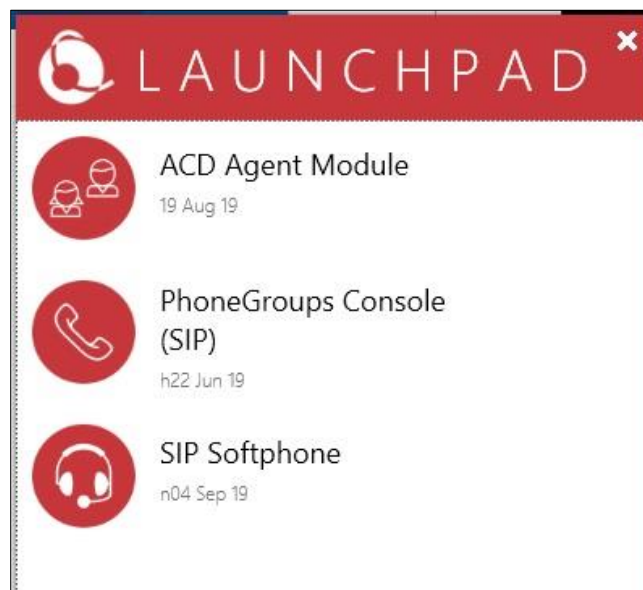 LAUNCHPAD
ACD Agent Module
19 Aug 19
PhoneGroups Console
(SIP)
h22 Jun 19
SIP Softphone
n04 Sep 19